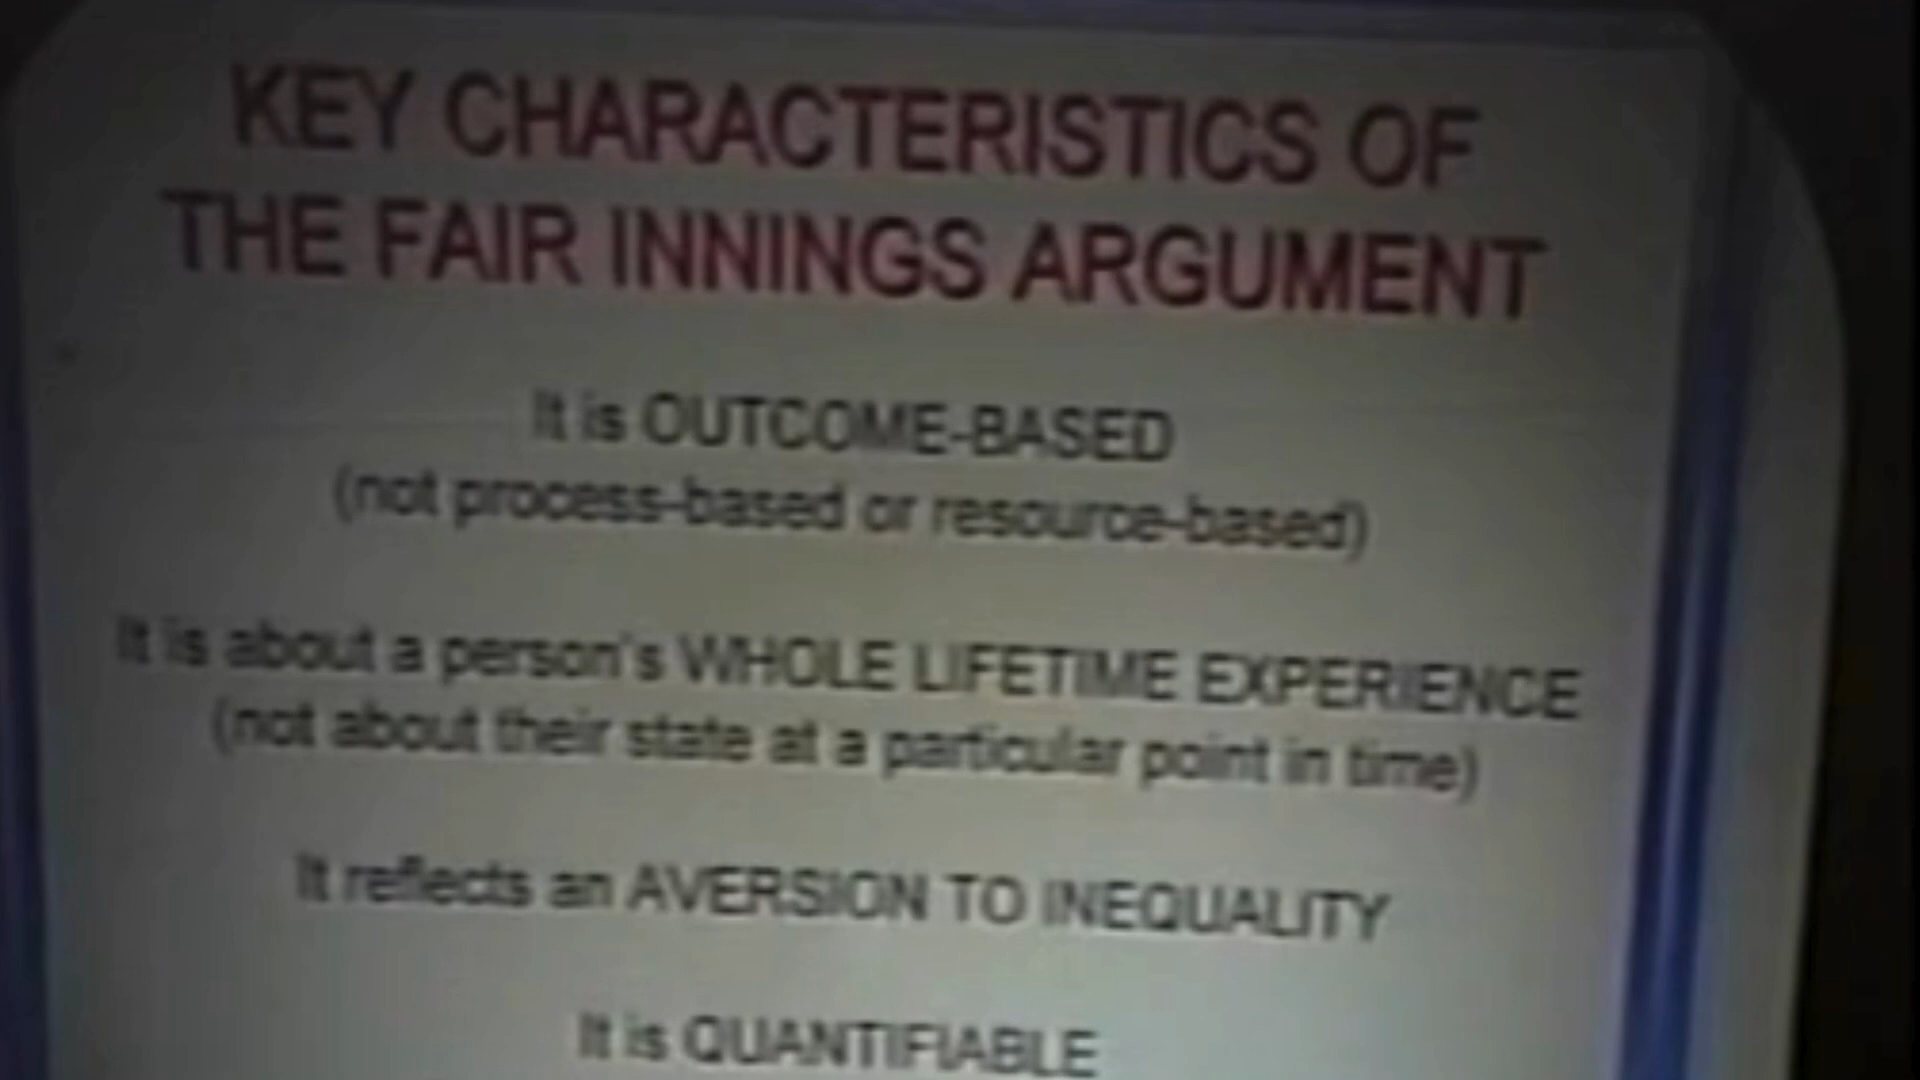 KEY CHARACTERISTICS OF
THE FAIR INNINGS ARGUMENT
It is OUTCOME-BASED
(not process-based or resource-based)
It is about a person's WHOLE LIFETIME EXPERIENCE
(not about their state at a particular point in time)
It reflects an AVERSION TO INEQUALITY
It is QUANTIFIABLE